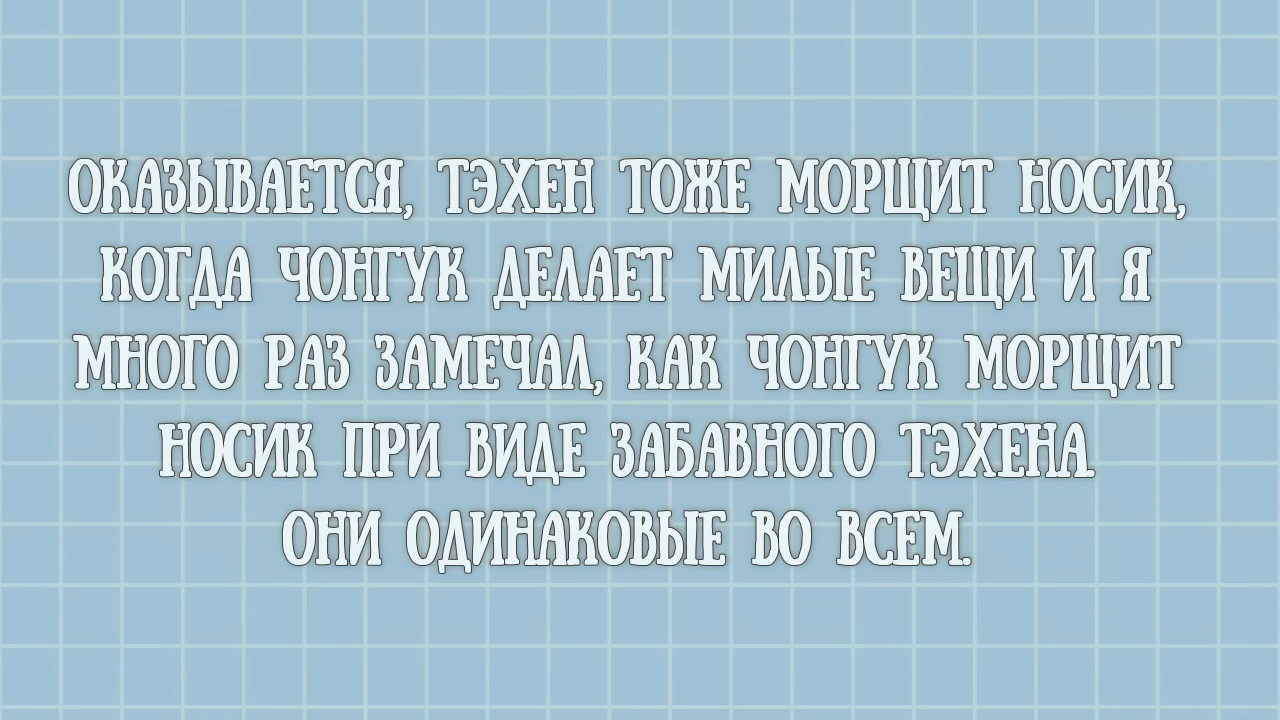 ОКАЗЫВАЕТСЯ, ТЭХЕН ТОЖЕ МОРЩИТ НОСИК,
КОГДА ЧОНГУК ДЕЛАЕТ МИЛЫЕ ВЕЩИ И Я
МНОГО РАЗ ЗАМЕЧАЛ, КАК ЧОНГУК МОРЩИТ
НОСИК ПРИ ВИДЕ ЗАБАВНОГО ТЭХЕНА.
ОНИ ОДИНАКОВЫЕ ВО ВСЕМ.